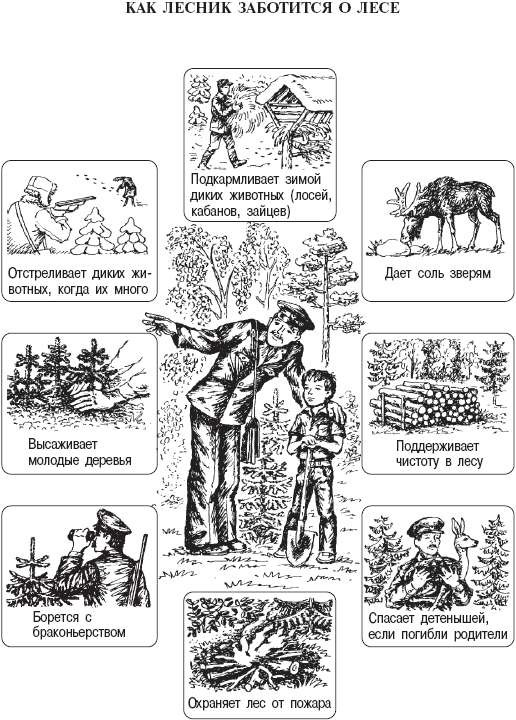 КАК ЛЕСНИК ЗАБОТИТСЯ О ЛЕСЕ
Подкармливает зимой
диких животных (лосей,
кабанов, зайцев)
Отстреливает диких жи-
вотных, когда их много
Дает соль зверям
Высаживает
молодые деревья
Поддерживает
чистоту в лесу
Борется с
браконьерством
Спасает детенышей,
если погибли родители
Охраняет лес от пожара